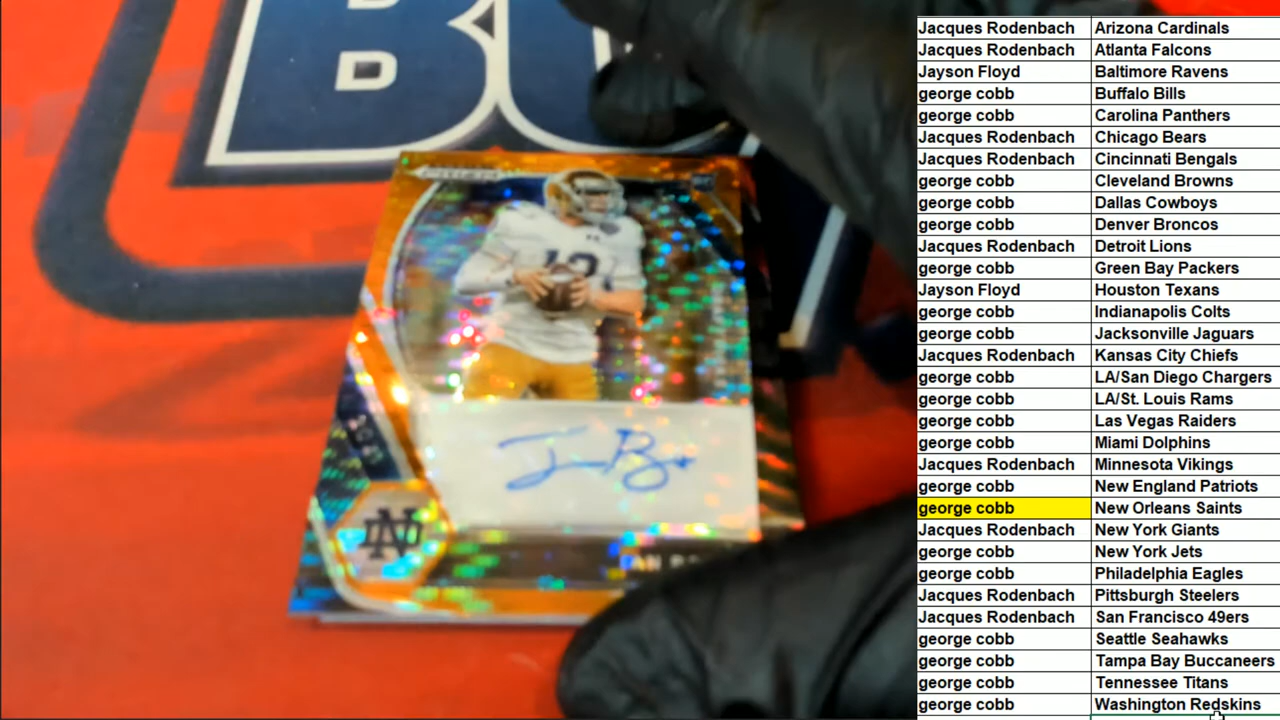 B
12
ND
Jacques Rodenbach Arizona Cardinals
Jacques Rodenbach Atlanta Falcons
Jayson Floyd Baltimore Ravens
george cobb Buffalo Bills
george cobb Carolina Panthers
Jacques Rodenbach Chicago Bears
Jacques Rodenbach Cincinnati Bengals
george cobb Cleveland Browns
george cobb Dallas Cowboys
george cobb Denver Broncos
Jacques Rodenbach Detroit Lions
george cobb Green Bay Packers
Jayson Floyd Houston Texans
george cobb Indianapolis Colts
george cobb Jacksonville Jaguars
Jacques Rodenbach Kansas City Chiefs
george cobb LA/San Diego Chargers
george cobb LA/St. Louis Rams
george cobb Las Vegas Raiders
george cobb Miami Dolphins
Jacques Rodenbach Minnesota Vikings
george cobb New England Patriots
george cobb New Orleans Saints
Jacques Rodenbach New York Giants
george cobb New York Jets
george cobb Philadelphia Eagles
Jacques Rodenbach Pittsburgh Steelers
Jacques Rodenbach San Francisco 49ers
george cobb Seattle Seahawks
george cobb Tampa Bay Buccaneers
george cobb Tennessee Titans
george cobb Washington Redskins